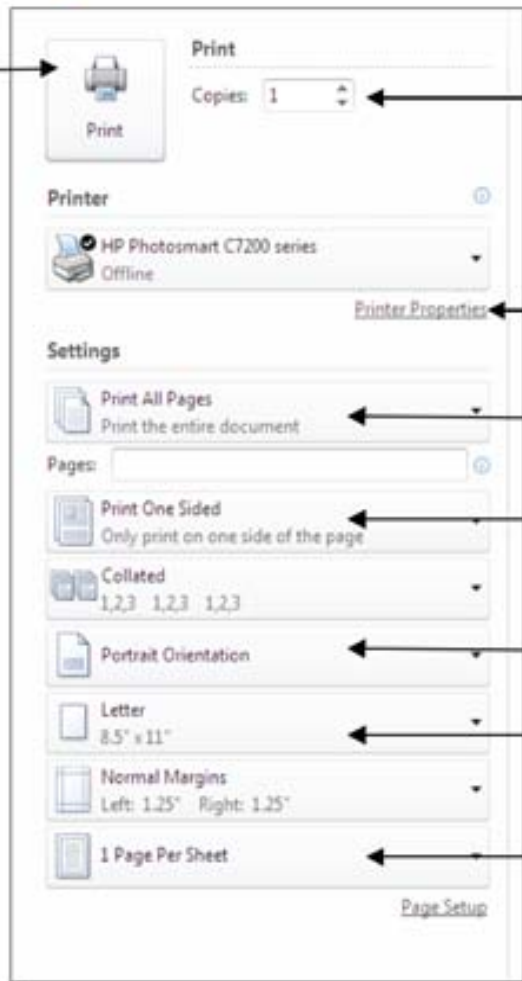 Print
Copies: 1
Print
Printer
HP Photosmart C7200 series
Offline
Printer Properties
Settings
Print All Pages
Print the entire document
Pages:
Print One Sided
Only print on one side of the page
Collated
1,2,3 1,2,3 1,2,3
Portrait Orientation
Letter
8.5" x 11"
Normal Margins
Left: 1.25" Right: 1.25"
1 Page Per Sheet
Page Setup